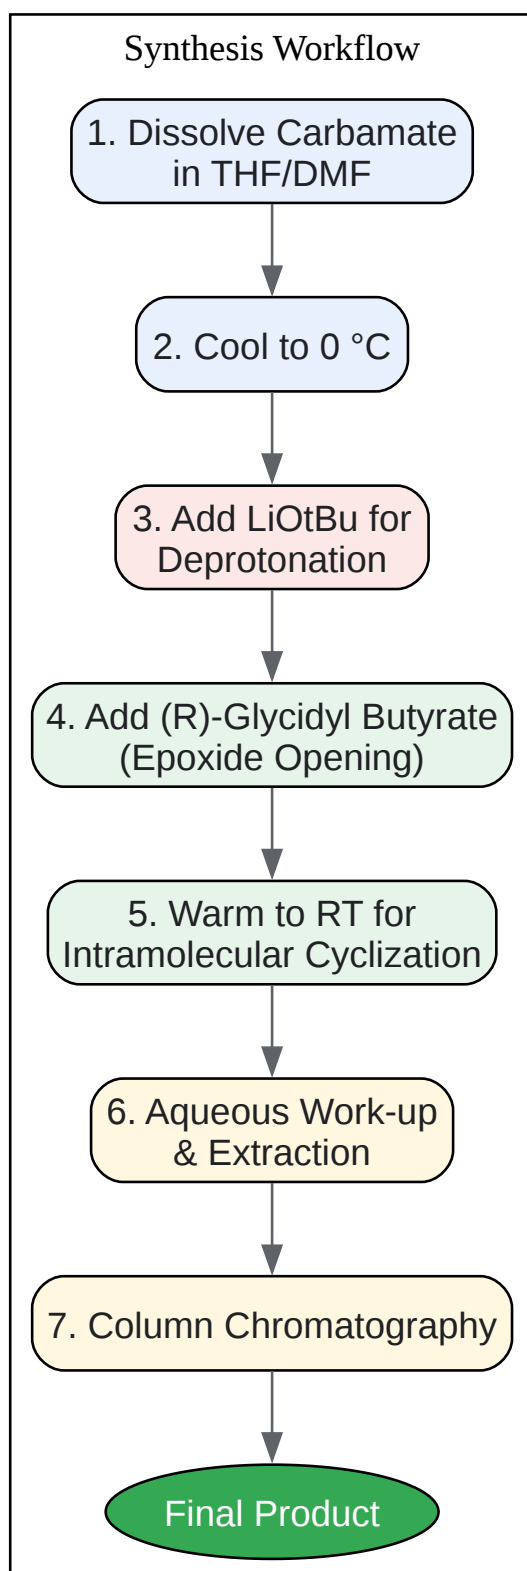 Synthesis Workflow
1. Dissolve Carbamate
in THF/DMF
2. Cool to 0 °C
3. Add LiOtBu for
Deprotonation
4. Add (R)-Glycidyl Butyrate
(Epoxide Opening)
5. Warm to RT for
Intramolecular Cyclization
6. Aqueous Work-up
& Extraction
7. Column Chromatography
Final Product